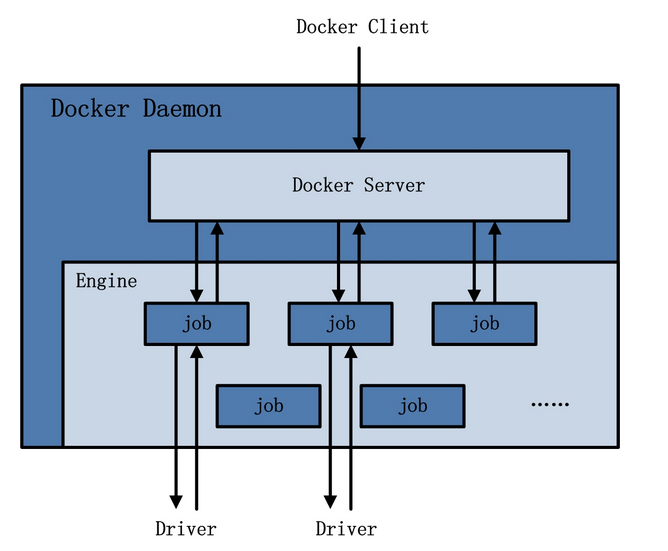 Docker Client
Docker Daemon
Docker Server
Engine
job
job
job
job
job
······
Driver
Driver